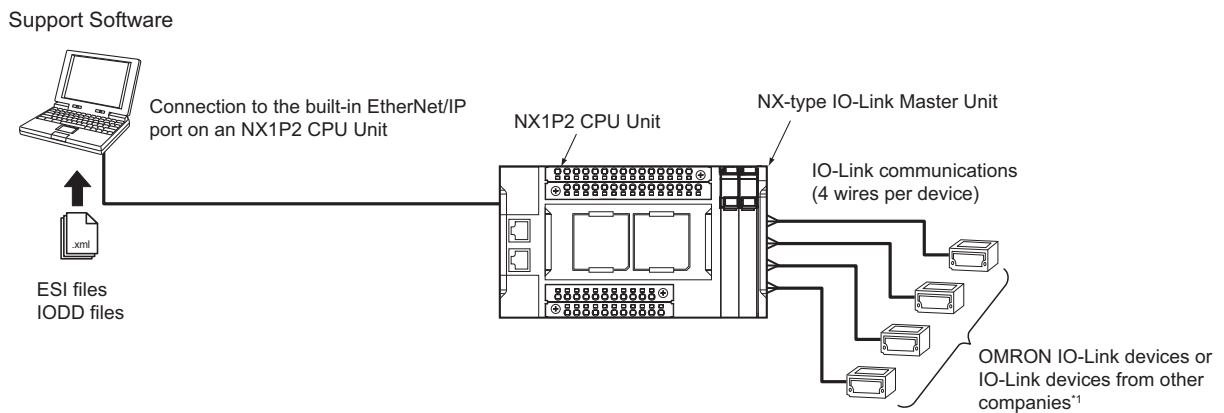 Support Software
Connection to the built-in EtherNet/IP
port on an NX1P2 CPU Unit
NX1P2 CPU Unit
NX-type IO-Link Master Unit
IO-Link communications
(4 wires per device)
.xml
ESI files
IODD files
OMRON IO-Link devices or
IO-Link devices from other
companies*1